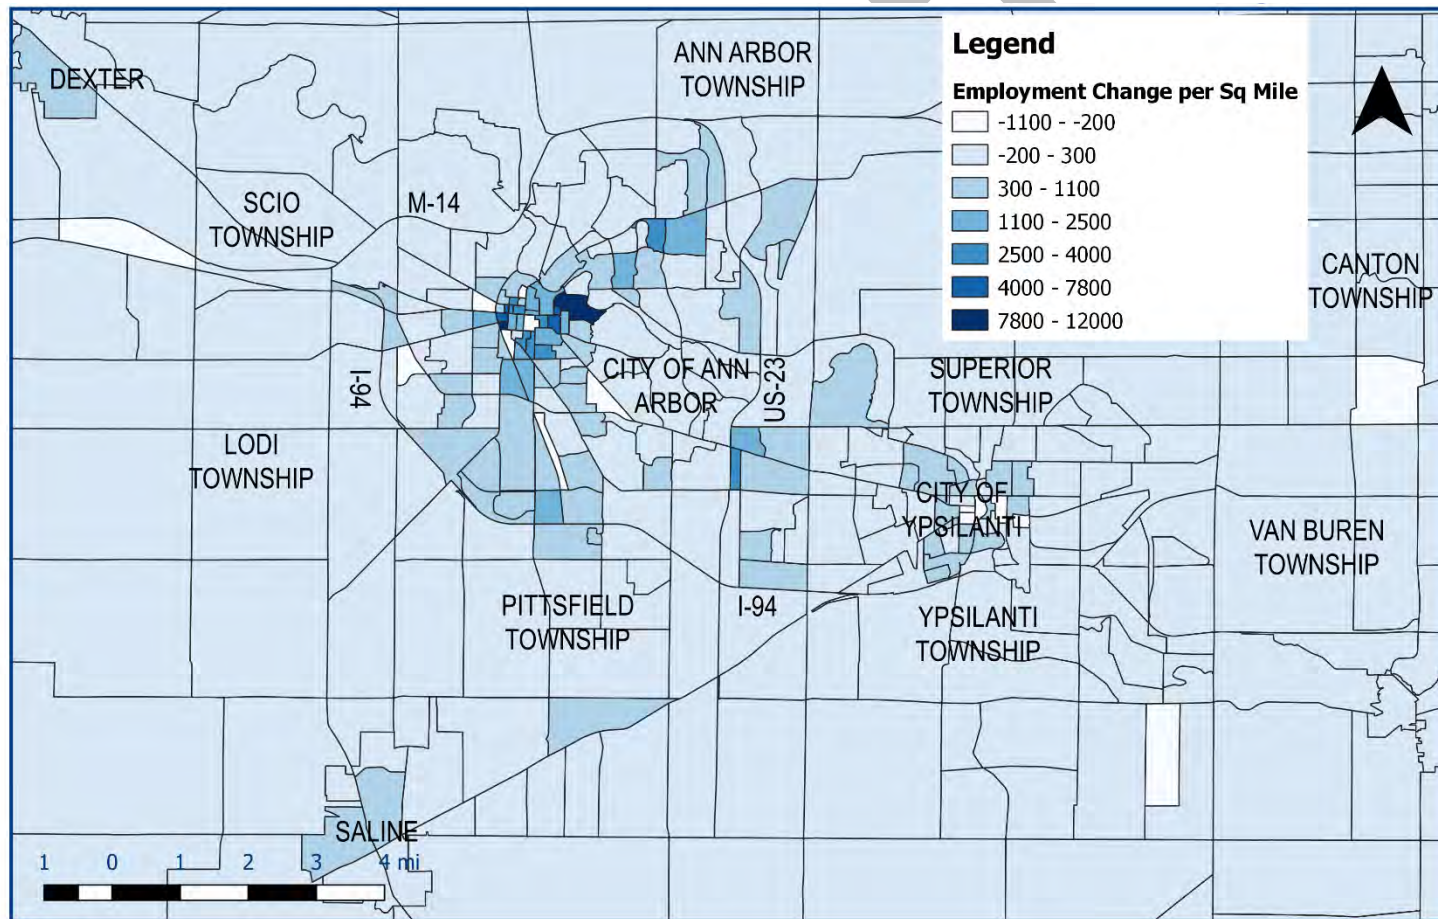 DEXTER
ANN ARBOR
TOWNSHIP
Legend
Employment Change per Sq Mile
-1100 - -200
-200 - 300
300 - 1100
1100 - 2500
2500 - 4000
4000 - 7800
7800 - 12000
SCIO
TOWNSHIP
M-14
CANTON
TOWNSHIP
I-94
CITY OF ANN
ARBOR
US-23
SUPERIOR
TOWNSHIP
LODI
TOWNSHIP
CITY OF
YPSILANTI
VAN BUREN
TOWNSHIP
PITTSFIELD
TOWNSHIP
I-94
YPSILANTI
TOWNSHIP
SALINE
1 0 1 2 3 4 mi